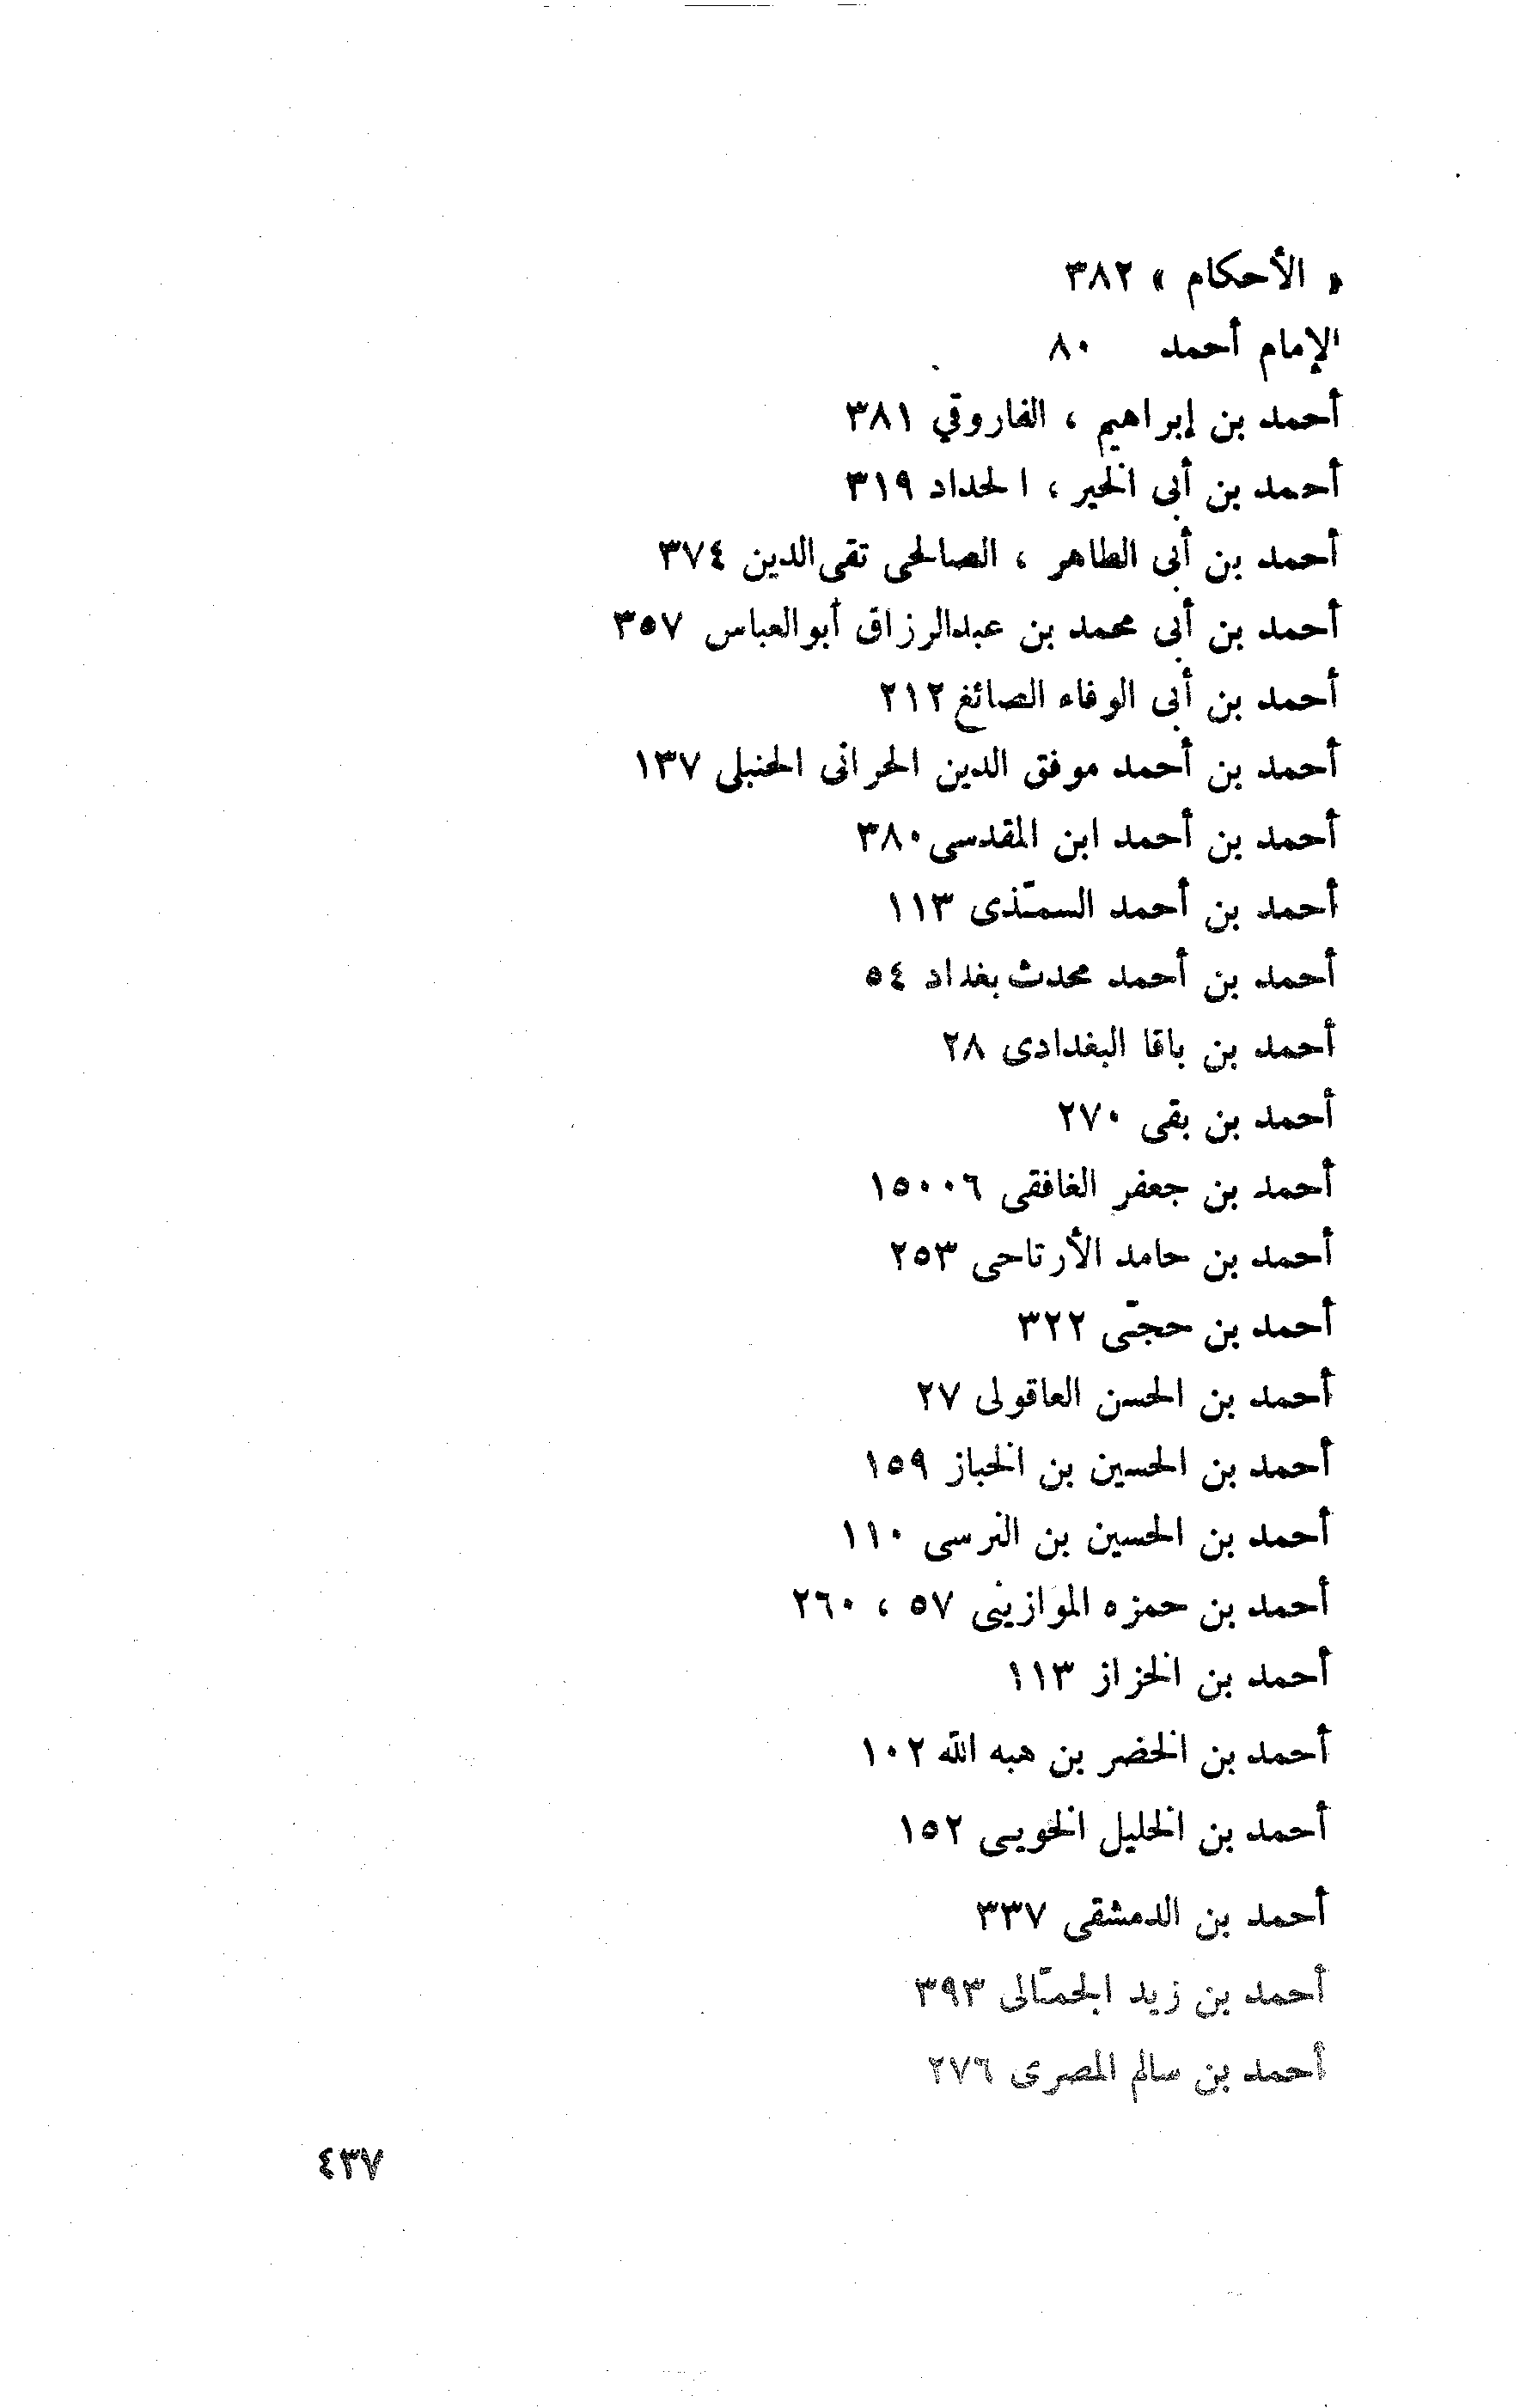 « الأحكام » ٣٨٢
الإمام أحمد ٨٠
أحمد بن إبراهيم ، الفاروقي ٣٨١
أحمد بن أبى الخير ، الحداد ٣١٩
أحمد بن أبى الطاهر ، الصالحى تقى الدين ٣٧٤
أحمد بن أبى محمد بن عبدالرزاق أبوالعباس ٣٥٧
أحمد بن أبى الوفاء الصائغ ٢١٢
أحمد بن أحمد موفق الدين الحرانى الحنبلى ١٣٧
أحمد بن أحمد ابن المقدسى ٣٨٠
أحمد بن أحمد السمّذى ١١٣
أحمد بن أحمد محدث بغداد ٥٤
أحمد بن باقا البغدادى ٢٨
أحمد بن بقى ٢٧٠
أحمد بن جعفر الغافقى ١٥٠٠٦
أحمد بن حامد الأرتاحى ٢٥٣
أحمد بن حجّى ٣٢٢
أحمد بن الحسن العاقولى ٢٧
أحمد بن الحسين بن الخباز ١٥٩
أحمد بن الحسين بن النرسى ١١٠
أحمد بن حمزه الموازينى ٥٧ ، ٢٦٠
أحمد بن الخزاز ١١٣
أحمد بن الخضر بن هبه الله ١٠٢
أحمد بن الخليل الخويى ١٥٢
أحمد بن الدمشقى ٣٣٧
أحمد بن زيد الجمّالى ٣٩٣
أحمد بن سالم المصرى ٢٧٦
٤٣٧